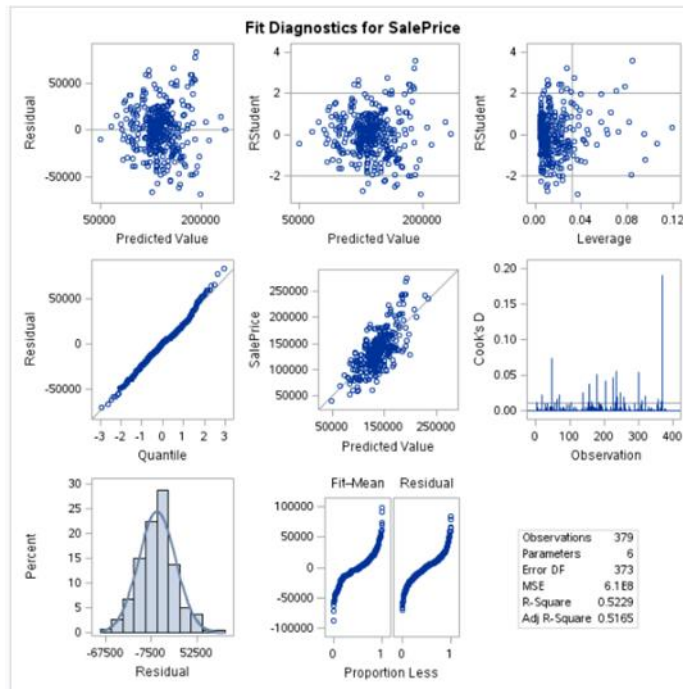 Fit Diagnostics for SalePrice
50000
0
-50000
Residual
50000
200000
Predicted Value
4
2
0
-2
RStudent
50000
200000
Predicted Value
4
2
0
-2
RStudent
0.00
0.04
0.08
0.12
Leverage
50000
0
-50000
Residual
-3
-2
-1
0
1
2
3
Quantile
250000
200000
150000
100000
50000
SalePrice
50000
150000
250000
Predicted Value
0.20
0.15
0.10
0.05
0.00
Cook's D
0
100
200
300
400
Observation
30
25
20
15
10
5
0
Percent
-67500
-7500
52500
Residual
Fit–Mean
Residual
100000
50000
0
-50000
-100000
0
1
0
1
Proportion Less
Observations 379
Parameters 6
Error DF 373
MSE 6.1E8
R-Square 0.5229
Adj R-Square 0.5165